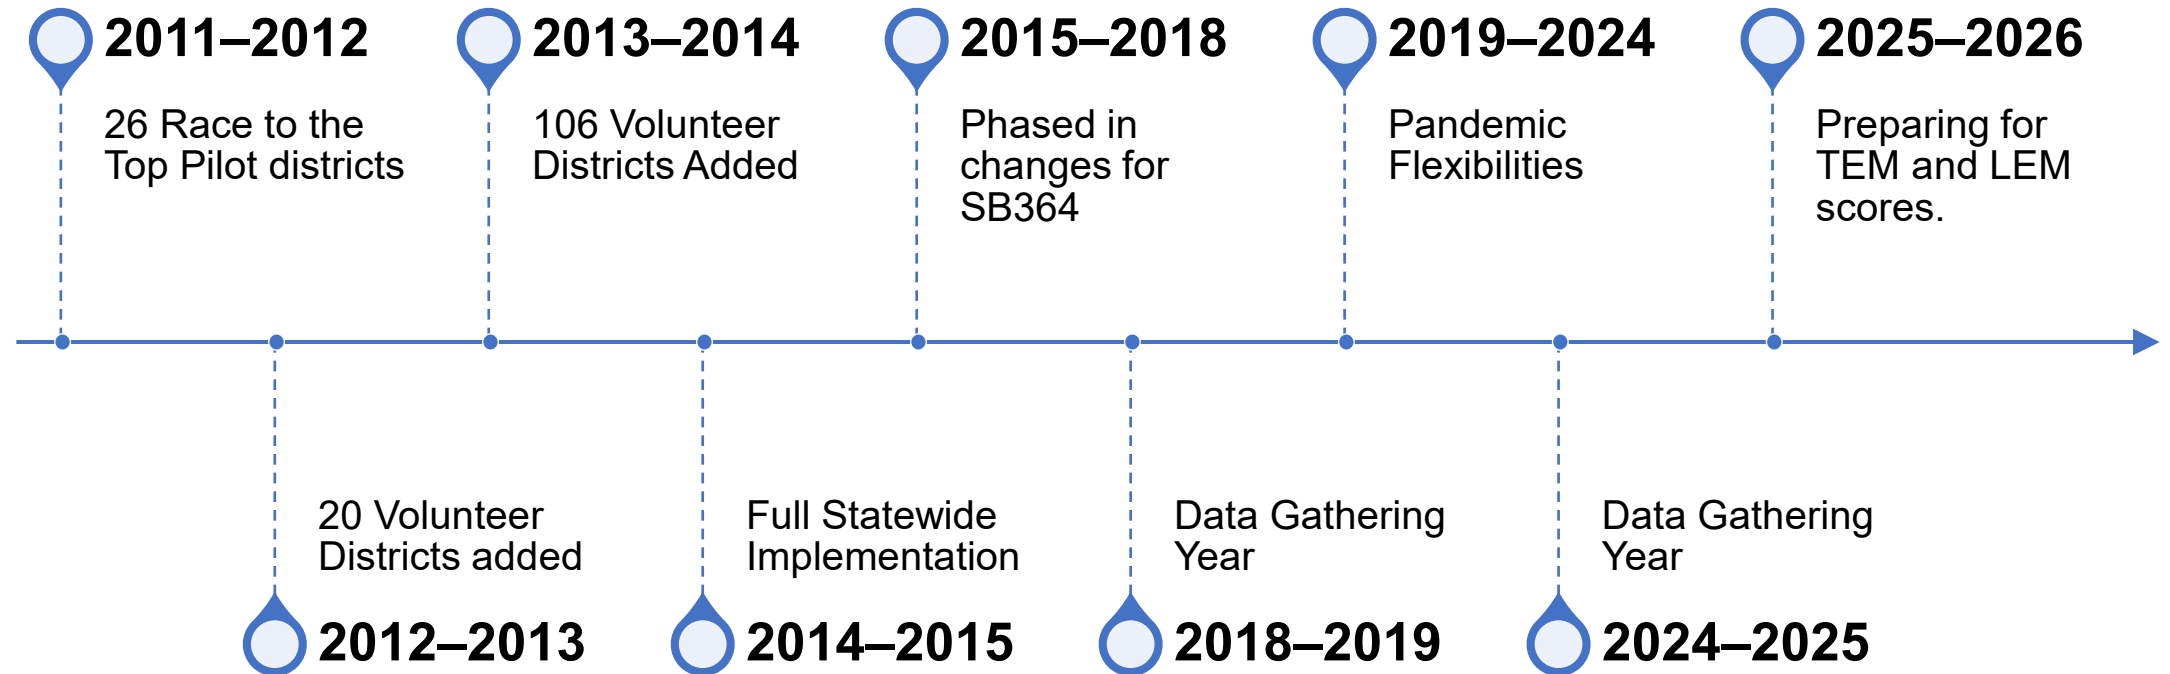 2011–2012
26 Race to the
Top Pilot districts
2013–2014
106 Volunteer
Districts Added
2015–2018
Phased in
changes for
SB364
2019–2024
Pandemic
Flexibilities
2025–2026
Preparing for
TEM and LEM
scores.
20 Volunteer
Districts added
2012–2013
Full Statewide
Implementation
2014–2015
Data Gathering
Year
2018–2019
Data Gathering
Year
2024–2025